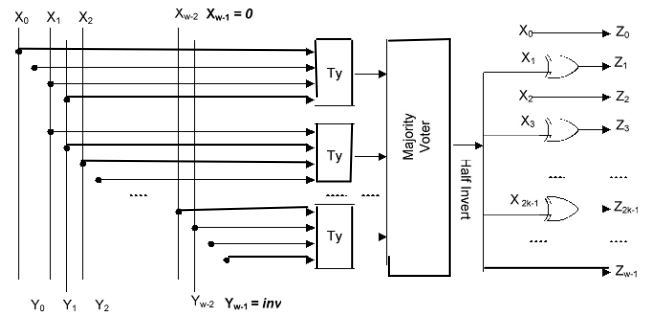 X0 X1 X2 Xw-2 Xw-1 = 0
Ty
Ty
Ty
Majority Voter
Half Invert
X0 Z0
X1 Z1
X2 Z2
X3 Z3
X 2k-1 Z2k-1
Zw-1
Y0 Y1 Y2 Yw-2 Yw-1 = inv